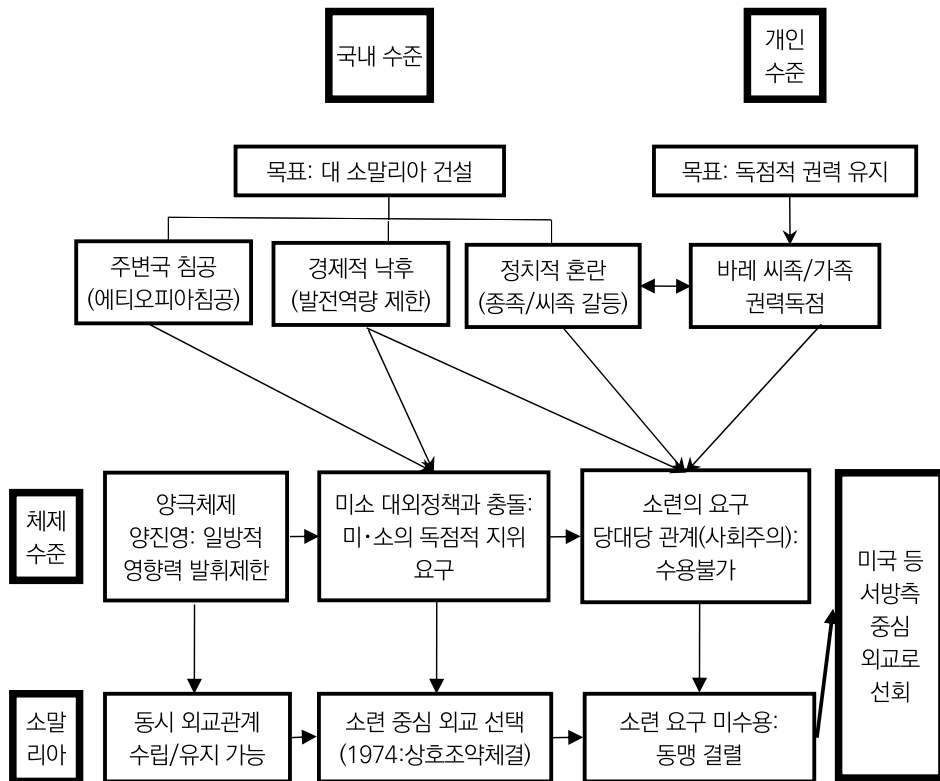 국내 수준
개인
수준
목표: 대 소말리아 건설
목표: 독점적 권력 유지
주변국 침공
(에티오피아침공)
경제적 낙후
(발전역량 제한)
정치적 혼란
(종족/씨족 갈등)
바레 씨족/가족
권력독점
체제
수준
양극체제
양진영: 일방적
영향력 발휘제한
미소 대외정책과 충돌:
미·소의 독점적 지위
요구
소련의 요구
당대당 관계(사회주의):
수용불가
미국 등
서방측
중심
외교로
선회
소말
리아
동시 외교관계
수립/유지 가능
소련 중심 외교 선택
(1974:상호조약체결)
소련 요구 미수용:
동맹 결렬